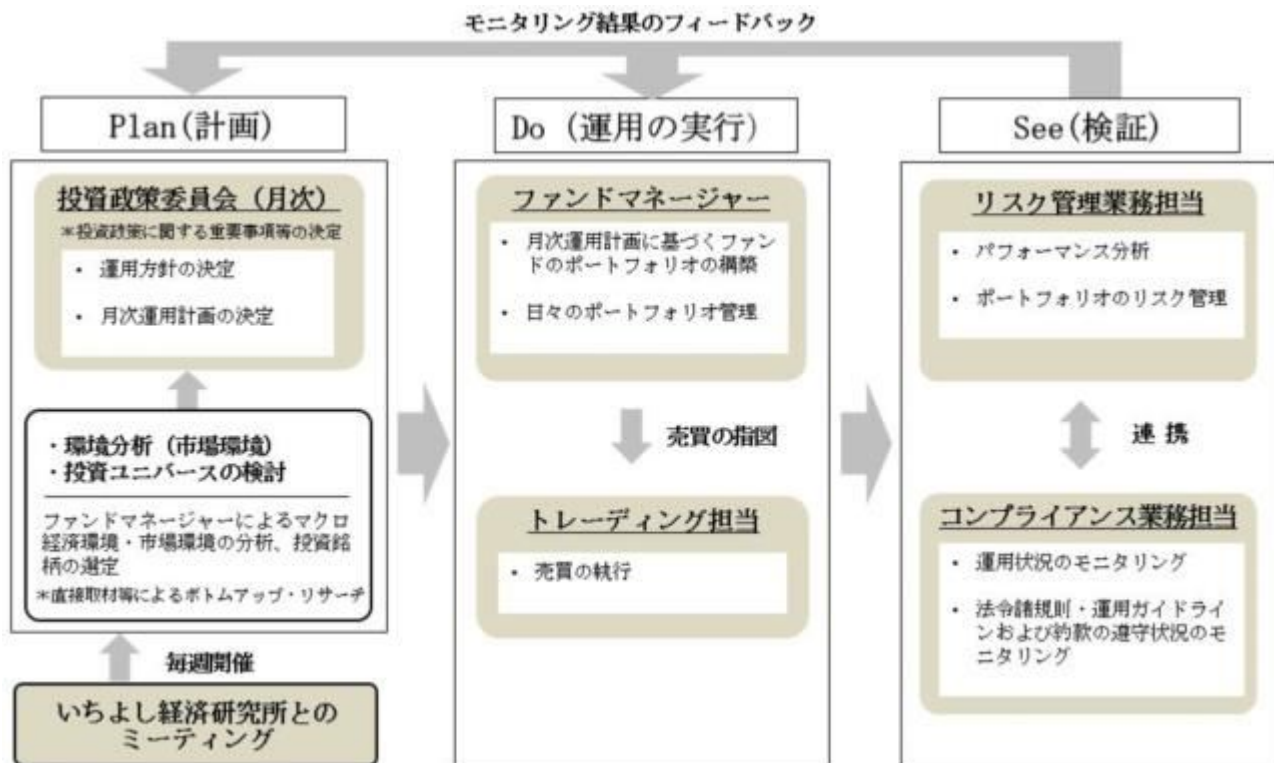 モニタリング結果のフィードバック
Plan(計画)
投資政策委員会（月次）
＊投資政策に関する重要事項等の決定
・ 運用方針の決定
・ 月次運用計画の決定
・環境分析（市場環境）
・投資ユニバースの検討
ファンドマネージャーによるマクロ
経済環境・市場環境の分析、投資銘
柄の選定
＊直接取材等によるボトムアップ・リサーチ
毎週開催
いちよし経済研究所との
ミーティング
Do（運用の実行）
ファンドマネージャー
・ 月次運用計画に基づくファン
ドのポートフォリオの構築
・ 日々のポートフォリオ管理
売買の指図
トレーディング担当
・ 売買の執行
See(検証)
リスク管理業務担当
・ パフォーマンス分析
・ ポートフォリオのリスク管理
連 携
コンプライアンス業務担当
・ 運用状況のモニタリング
・ 法令諸規則・運用ガイドライ
ンおよび約款の遵守状況のモ
ニタリング